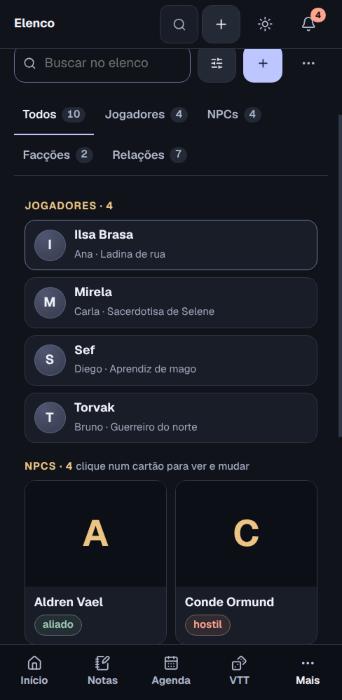 Elenco
4
Buscar no elenco
Todos 10 Jogadores 4 NPCs 4
Facções 2 Relações 7
JOGADORES · 4
I
Ilsa Brasa
Ana · Ladina de rua
M
Mirela
Carla · Sacerdotisa de Selene
S
Sef
Diego · Aprendiz de mago
T
Torvak
Bruno · Guerreiro do norte
NPCS · 4 clique num cartão para ver e mudar
A C
Aldren Vael Conde Ormund
aliado hostil
Início Notas Agenda VTT Mais